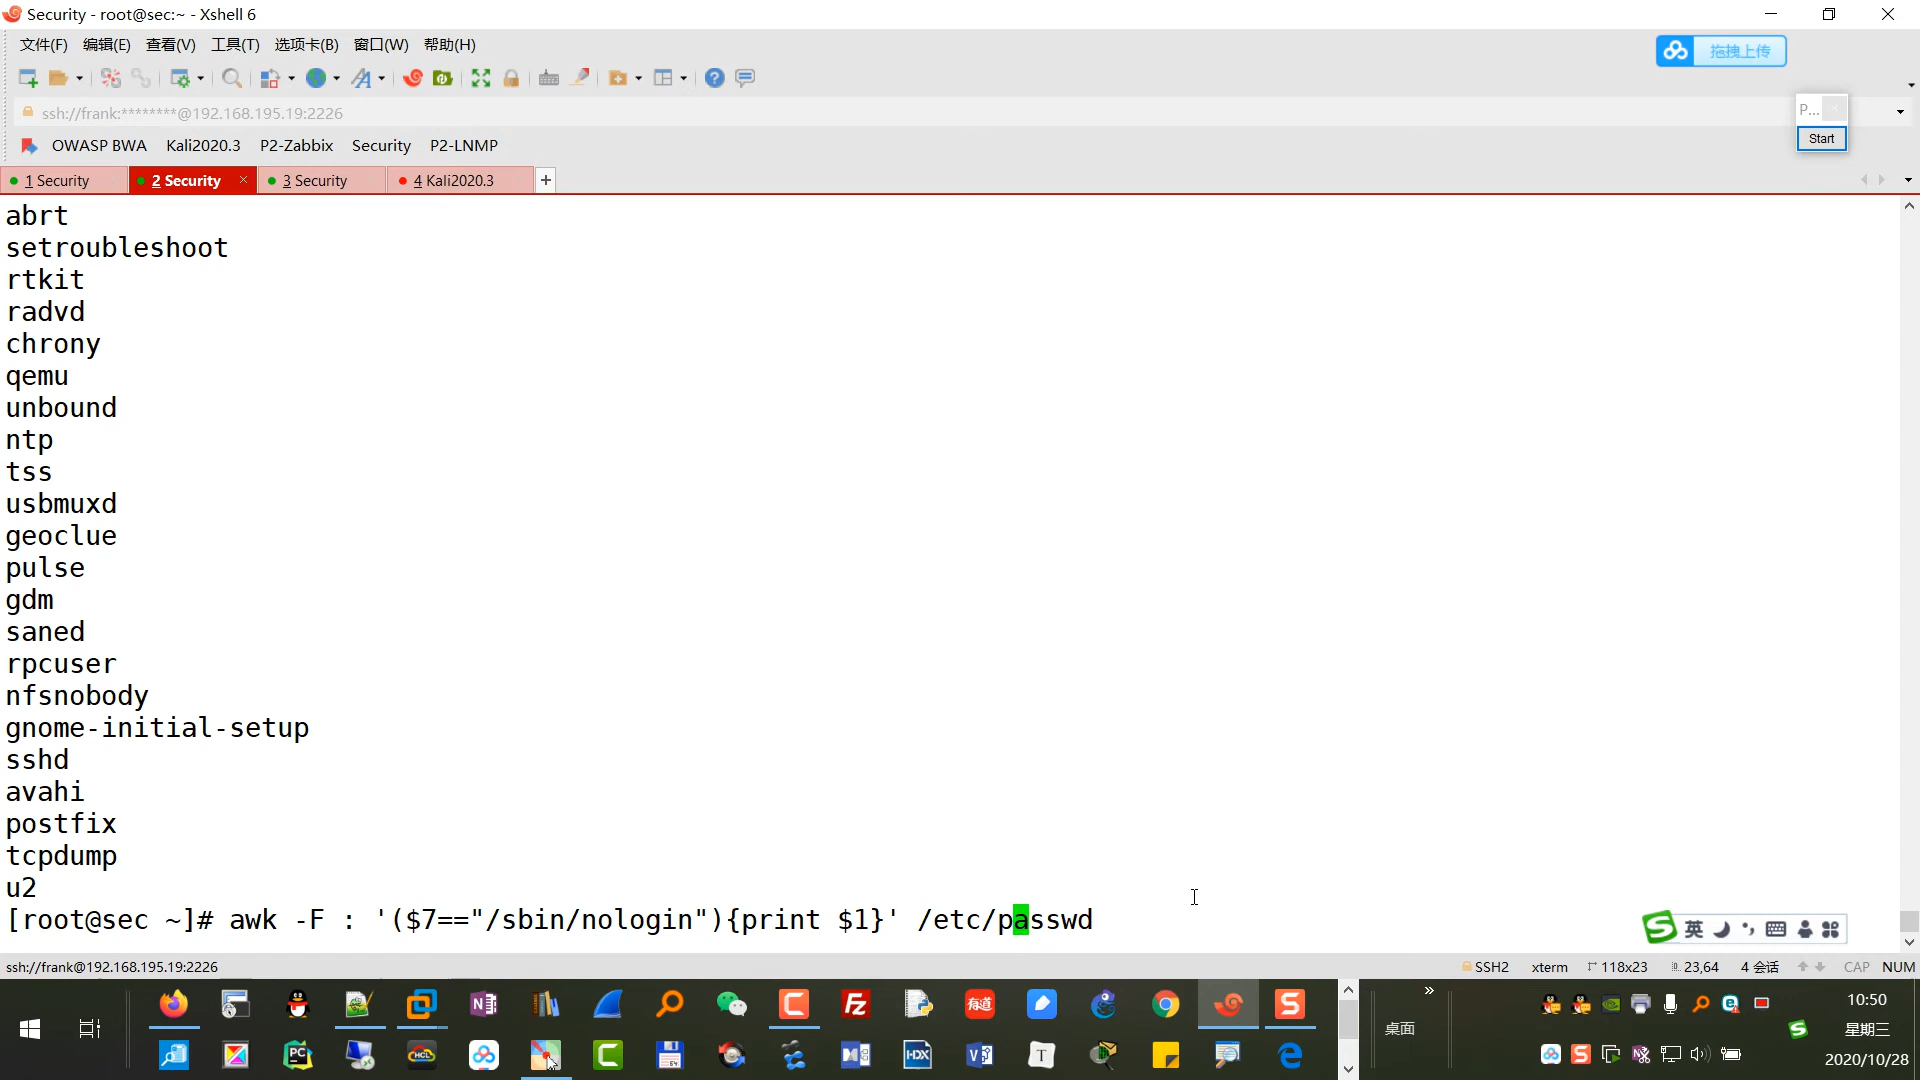 Security - root@sec:~ - Xshell 6
文件(F) 编辑(E) 查看(V) 工具(T) 选项卡(B) 窗口(W) 帮助(H)
拖拽上传
ssh://frank:********@192.168.195.19:2226
P...
Start
OWASP BWA Kali2020.3 P2-Zabbix Security P2-LNMP
1 Security 2 Security × 3 Security 4 Kali2020.3 +
abrt
setroubleshoot
rtkit
radvd
chrony
qemu
unbound
ntp
tss
usbmuxd
geoclue
pulse
gdm
saned
rpcuser
nfsnobody
gnome-initial-setup
sshd
avahi
postfix
tcpdump
u2
[root@sec ~]# awk -F : '($7=="/sbin/nologin"){print $1}' /etc/passwd
英
ssh://frank@192.168.195.19:2226 SSH2 xterm 118x23 23,64 4 会话 CAP NUM
桌面
10:50
星期三
2020/10/28